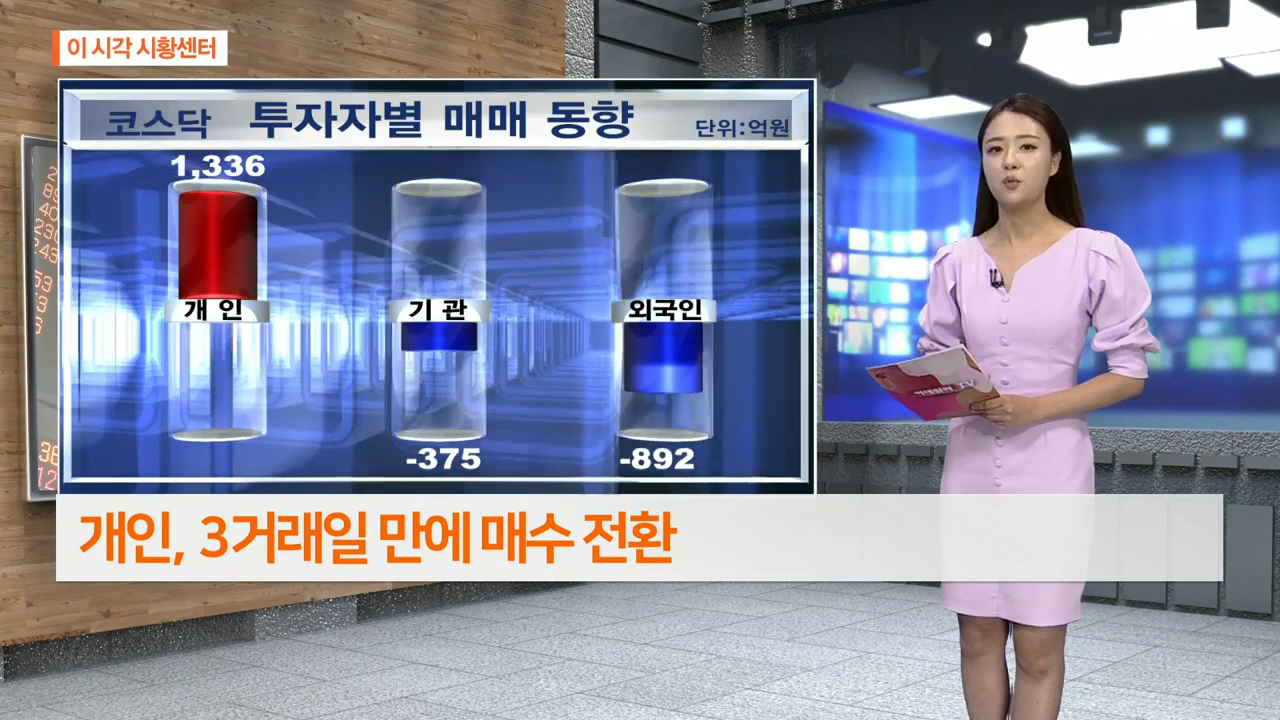 이 시각 시황센터
코스닥 투자자별 매매 동향 단위:억원
1,336
개 인 기 관 외국인
-375 -892
개인, 3거래일 만에 매수 전환